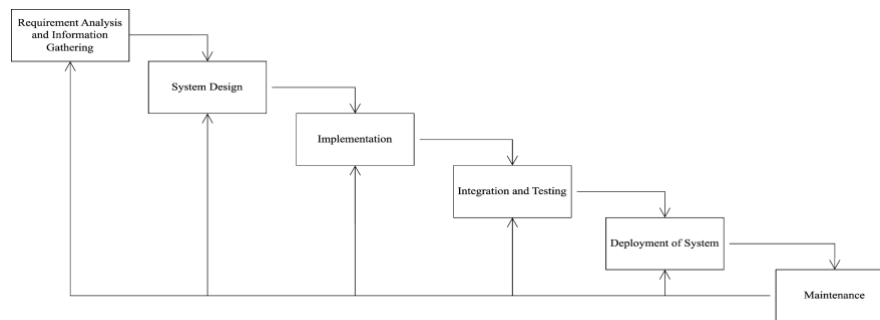 Requirement Analysis
and Information
Gathering
System Design
Implementation
Integration and Testing
Deployment of System
Maintenance